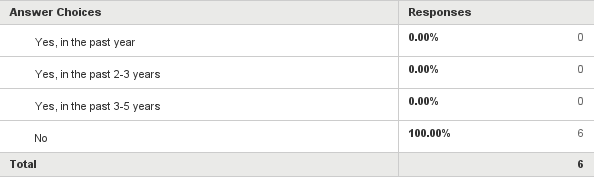 Answer Choices Responses
Yes, in the past year 0.00% 0
Yes, in the past 2-3 years 0.00% 0
Yes, in the past 3-5 years 0.00% 0
No 100.00% 6
Total 6